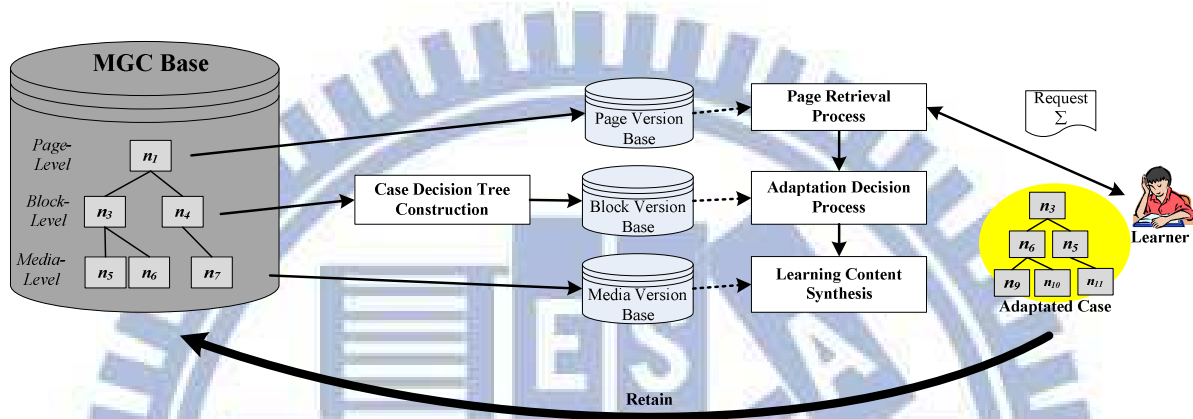 MGC Base
Page-
Level
n1
Block-
Level
n3
n4
Media-
Level
n5
n6
n7
Case Decision Tree
Construction
Page Version
Base
Block Version
Base
Media Version
Base
Page Retrieval
Process
Adaptation Decision
Process
Learning Content
Synthesis
Request
Σ
Learner
n3
n6
n5
n9
n10
n11
Adaptated Case
Retain
ESA